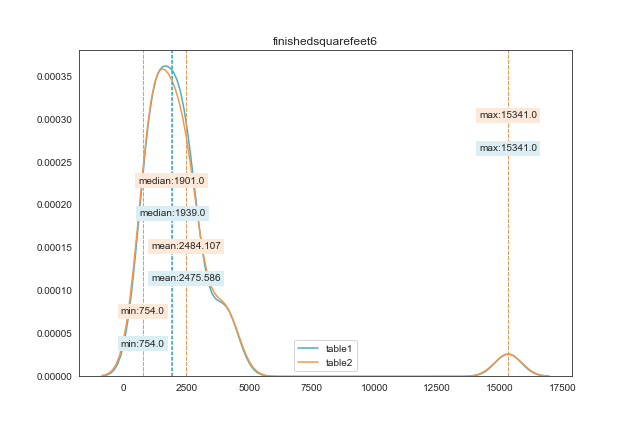 finishedsquarefeet6
0.00035
0.00030
0.00025
0.00020
0.00015
0.00010
0.00005
0.00000
max:15341.0
max:15341.0
median:1901.0
median:1939.0
mean:2484.107
mean:2475.586
min:754.0
min:754.0
table1
table2
0 2500 5000 7500 10000 12500 15000 17500